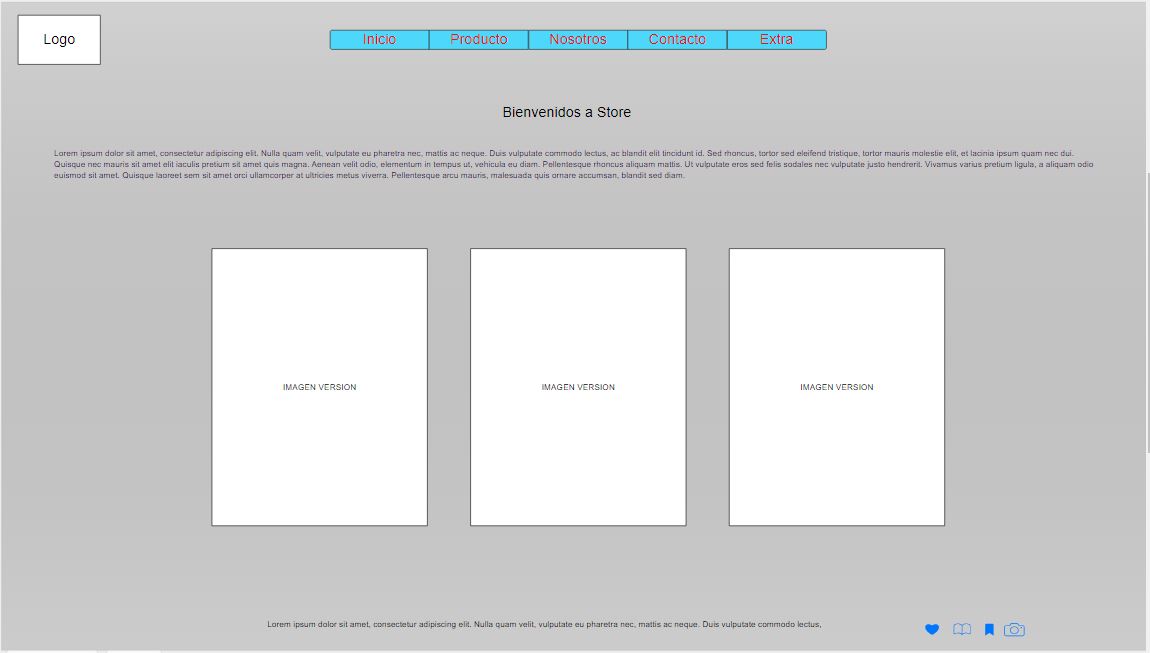 Logo
Inicio Producto Nosotros Contacto Extra
Bienvenidos a Store
Lorem ipsum dolor sit amet, consectetur adipiscing elit. Nulla quam velit, vulputate eu pharetra nec, mattis ac neque. Duis vulputate commodo lectus, ac blandit elit tincidunt id. Sed rhoncus, tortor sed eleifend tristique, tortor mauris molestie elit, et lacinia ipsum quam nec dui.
Quisque nec mauris sit amet elit iaculis pretium sit amet quis magna. Aenean velit odio, elementum in tempus ut, vehicula eu diam. Pellentesque rhoncus aliquam mattis. Ut vulputate eros sed felis sodales nec vulputate justo hendrerit. Vivamus varius pretium ligula, a aliquam odio
euismod sit amet. Quisque laoreet sem sit amet orci ullamcorper at ultricies metus viverra. Pellentesque arcu mauris, malesuada quis ornare accumsan, blandit sed diam.
IMAGEN VERSION IMAGEN VERSION IMAGEN VERSION
Lorem ipsum dolor sit amet, consectetur adipiscing elit. Nulla quam velit, vulputate eu pharetra nec, mattis ac neque. Duis vulputate commodo lectus,